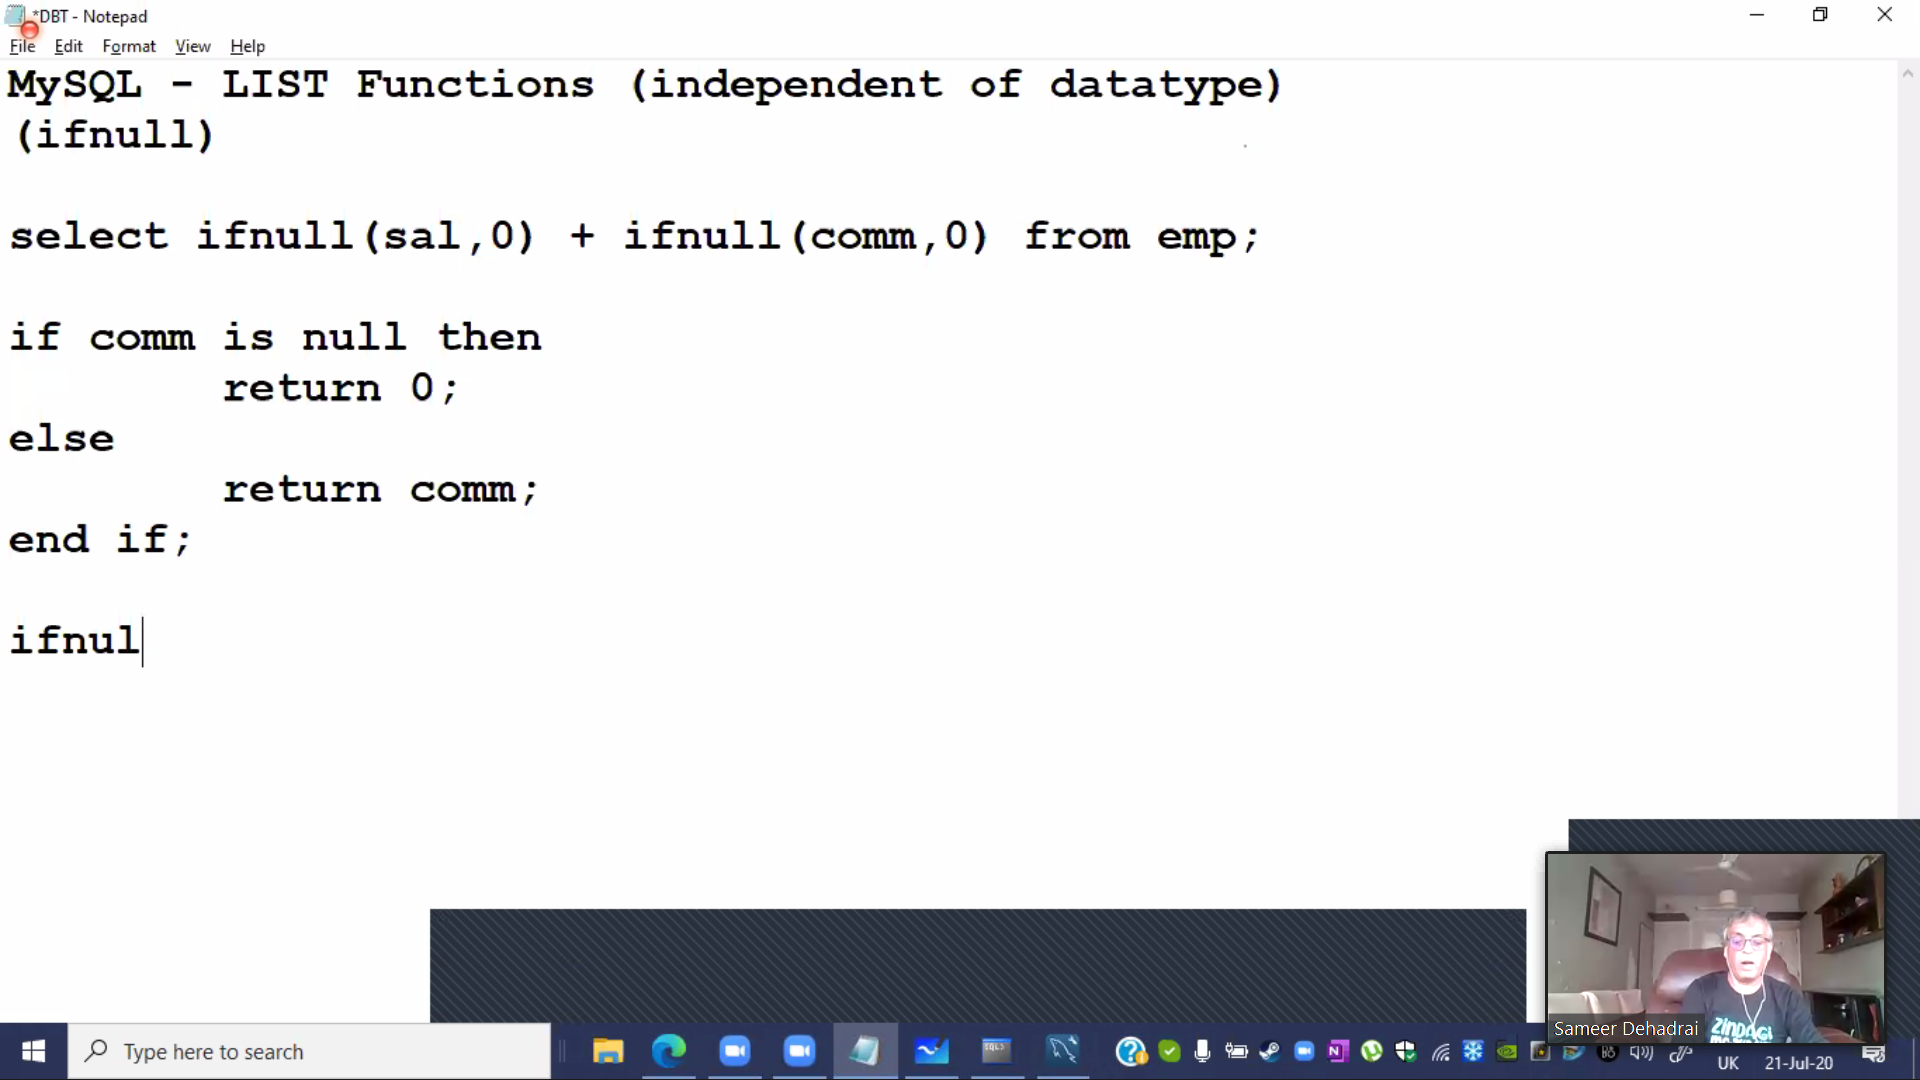 *DBT - Notepad
File Edit Format View Help
MySQL - LIST Functions (independent of datatype)
(ifnull)
select ifnull(sal,0) + ifnull(comm,0) from emp;
if comm is null then
return 0;
else
return comm;
end if;
ifnul
Sameer Dehadrai
Type here to search
UK 21-Jul-20